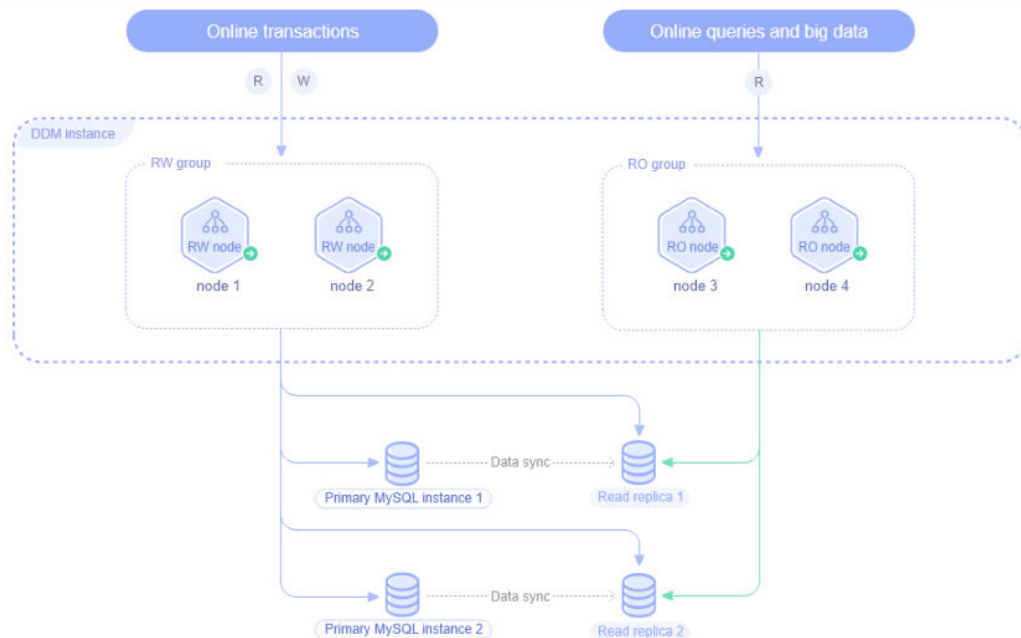 Online transactions
Online queries and big data
R
W
R
DDM instance
RW group
RO group
RW node
RW node
RO node
RO node
node 1
node 2
node 3
node 4
Data sync
Primary MySQL instance 1
Read replica 1
Data sync
Primary MySQL instance 2
Read replica 2